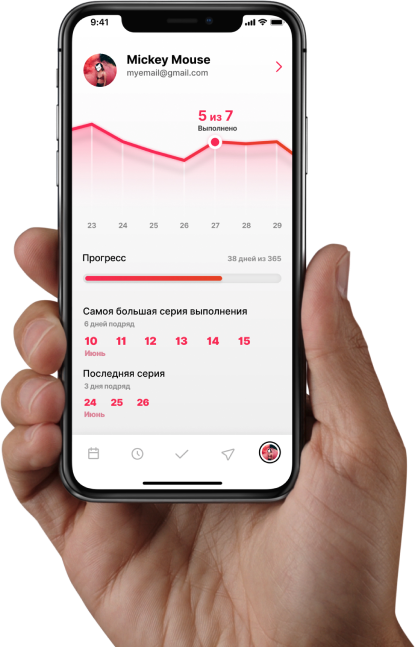 9:41
Mickey Mouse
myemail@gmail.com
5 из 7
Выполнено
23 24 25 26 27 28 29
Прогресс 38 дней из 365
Самая большая серия выполнения
6 дней подряд
10 11 12 13 14 15
Июнь
Последняя серия
3 дня подряд
24 25 26
Июнь